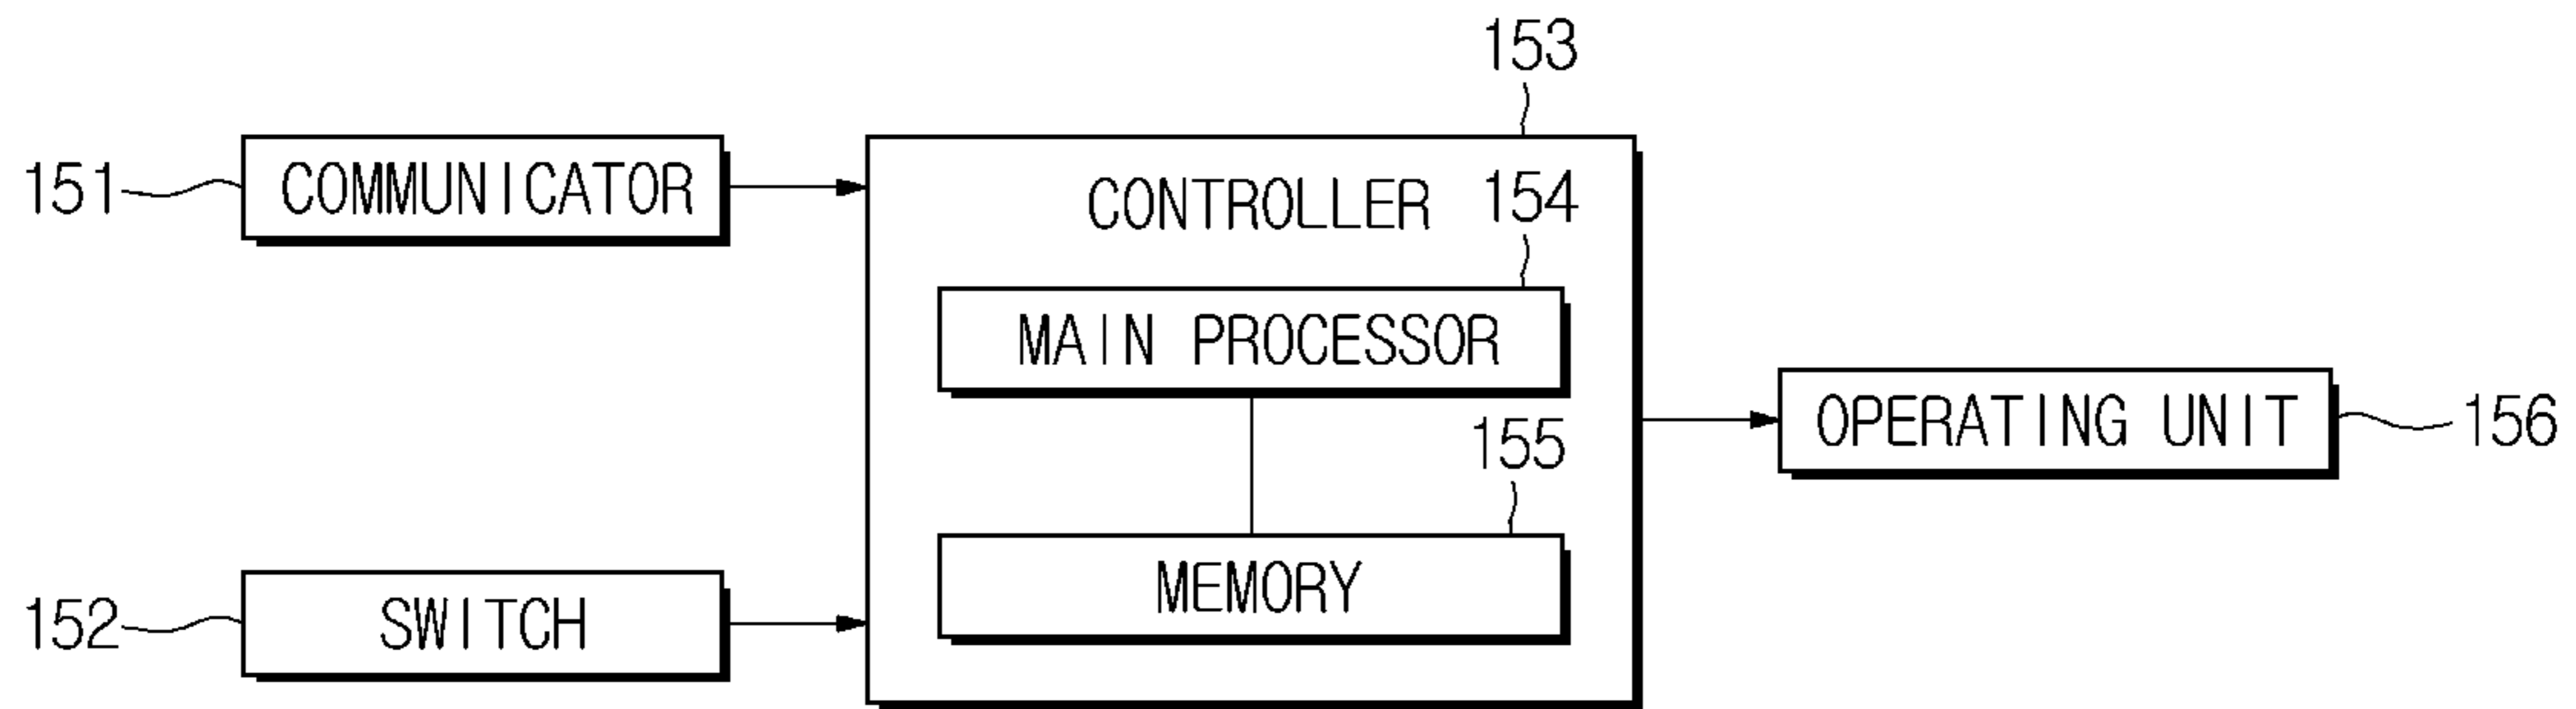 153
151 COMMUNICATOR
CONTROLLER 154
MAIN PROCESSOR
OPERATING UNIT 156
155
MEMORY
152 SWITCH